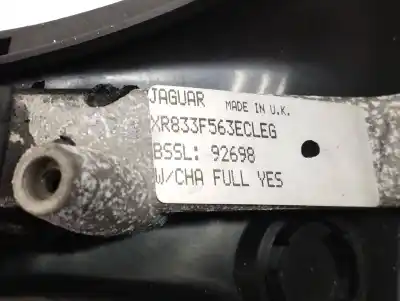 JAGUAR MADE IN U.K.
XR833F563ECLEG
BSSL: 92698
W/CHA FULL YES